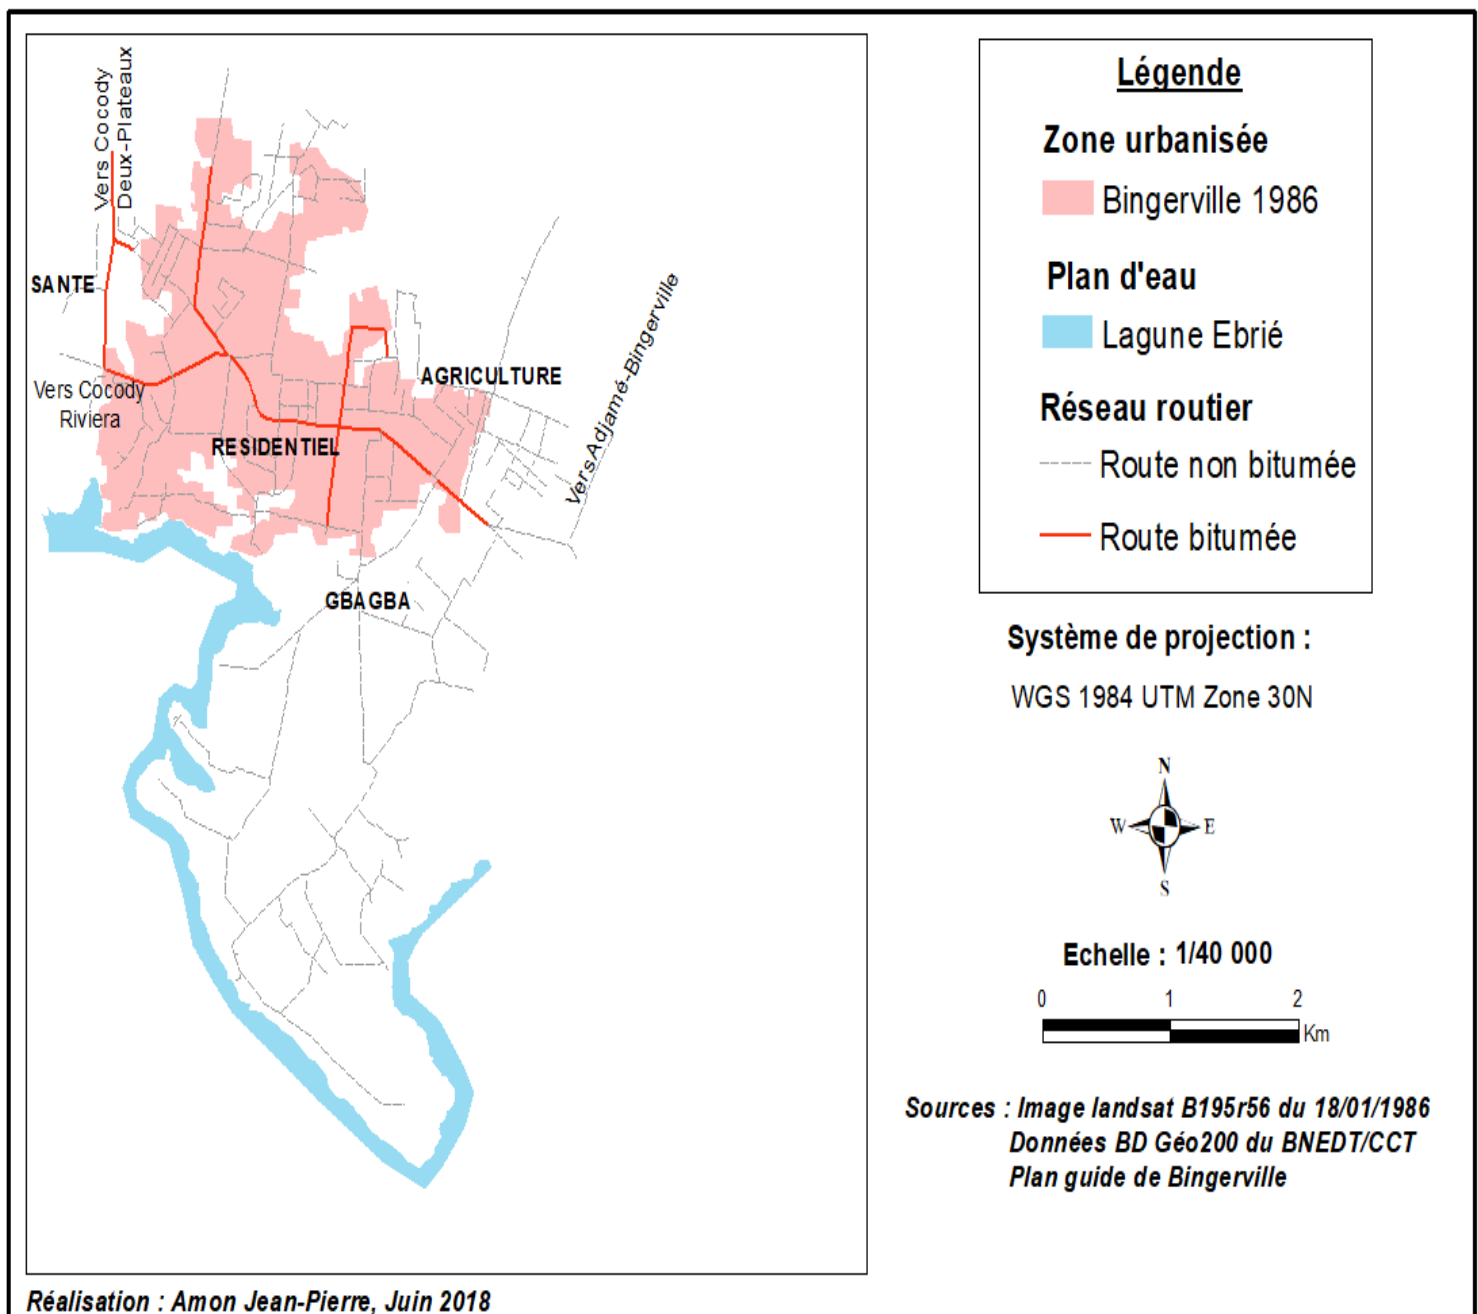 Vers Cocody
Deux-Plateaux
SANTE
Vers Cocody
Riviera
AGRICULTURE
RESIDENTIEL
Vers Adjamé-Bingerville
GBAGBA
Légende
Zone urbanisée
Bingerville 1986
Plan d'eau
Lagune Ebrié
Réseau routier
Route non bitumée
Route bitumée
Système de projection :
WGS 1984 UTM Zone 30N
N
W E
S
Echelle : 1/40 000
0 1 2
Km
Sources : Image landsat B195r56 du 18/01/1986
Données BD Géo200 du BNEDT/CCT
Plan guide de Bingerville
Réalisation : Amon Jean-Pierre, Juin 2018